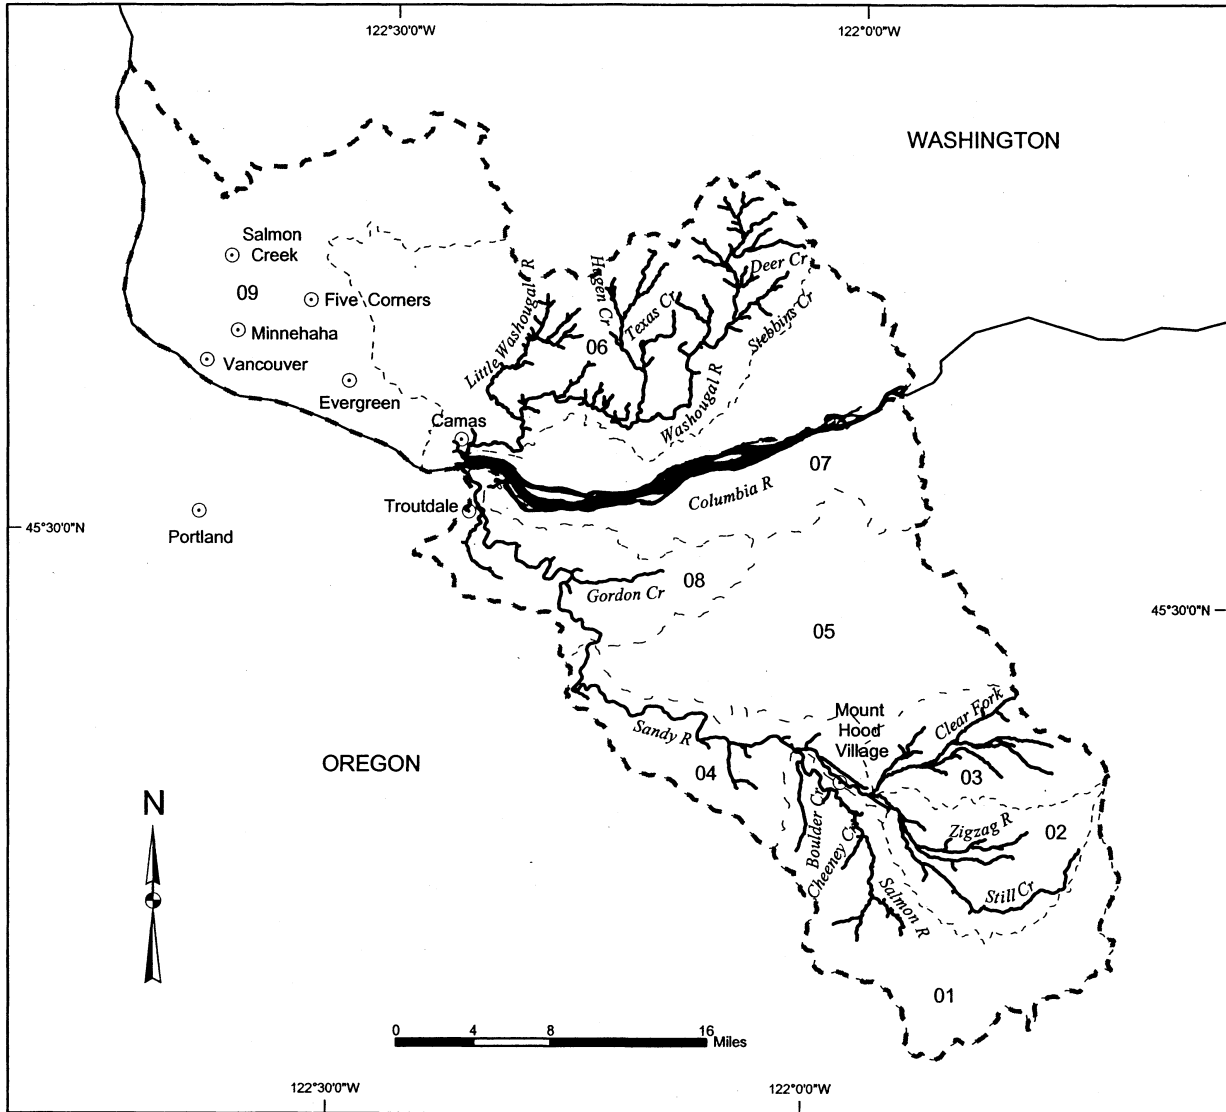 122°30'0"W
122°0'0"W
WASHINGTON
Salmon
Creek
09
Five Corners
Minnehaha
Vancouver
Evergreen
Camas
Little Washougal R
Hagen Cr
Texas Cr
06
Deer Cr
Stebbins Cr
Washougal R
07
Columbia R
Troutdale
45°30'0"N
Portland
08
Gordon Cr
45°30'0"N
05
Mount
Hood
Village
Clear Fork
Sandy R
OREGON
04
03
Boulder Cr
Cheeney Cr
Zigzag R
02
Salmon R
Still Cr
N
01
0
4
8
16
Miles
122°30'0"W
122°0'0"W